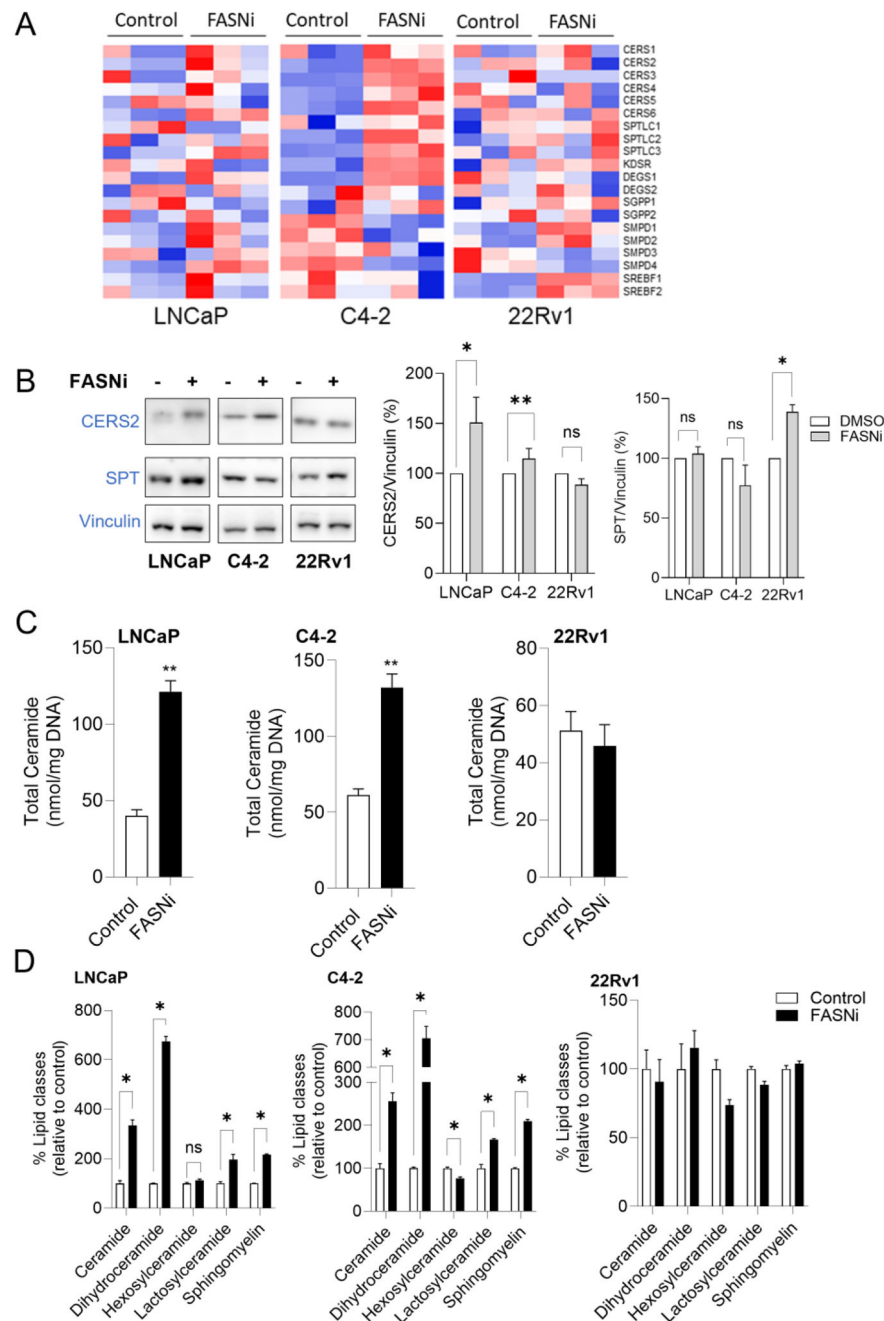 A
Control FASNi Control FASNi Control FASNi
CERS1
CERS2
CERS3
CERS4
CERS5
CERS6
SPTLC1
SPTLC2
SPTLC3
KDSR
DEGS1
DEGS2
SGPP1
SGPP2
SMPD1
SMPD2
SMPD3
SMPD4
SREBF1
SREBF2
LNCaP C4-2 22Rv1
B
FASNi - + - + - +
CERS2
SPT
Vinculin
LNCaP C4-2 22Rv1
CERS2/Vinculin (%)
200
150
100
50
0
* ** ns
LNCaP C4-2 22Rv1
SPT/Vinculin (%)
150
100
50
0
ns ns *
LNCaP C4-2 22Rv1
DMSO
FASNi
C
LNCaP
Total Ceramide
(nmol/mg DNA)
150
100
50
0
**
Control
FASNi
C4-2
Total Ceramide
(nmol/mg DNA)
150
100
50
0
**
Control
FASNi
22Rv1
Total Ceramide
(nmol/mg DNA)
80
60
40
20
0
Control
FASNi
D
LNCaP
% Lipid classes
(relative to control)
800
600
400
200
0
* * ns * *
Ceramide
Dihydroceramide
Hexosylceramide
Lactosylceramide
Sphingomyelin
C4-2
% Lipid classes
(relative to control)
800
700
600
300
200
100
0
* * * * *
Ceramide
Dihydroceramide
Hexosylceramide
Lactosylceramide
Sphingomyelin
22Rv1
% Lipid classes
(relative to control)
150
100
50
0
Control
FASNi
Ceramide
Dihydroceramide
Hexosylceramide
Lactosylceramide
Sphingomyelin